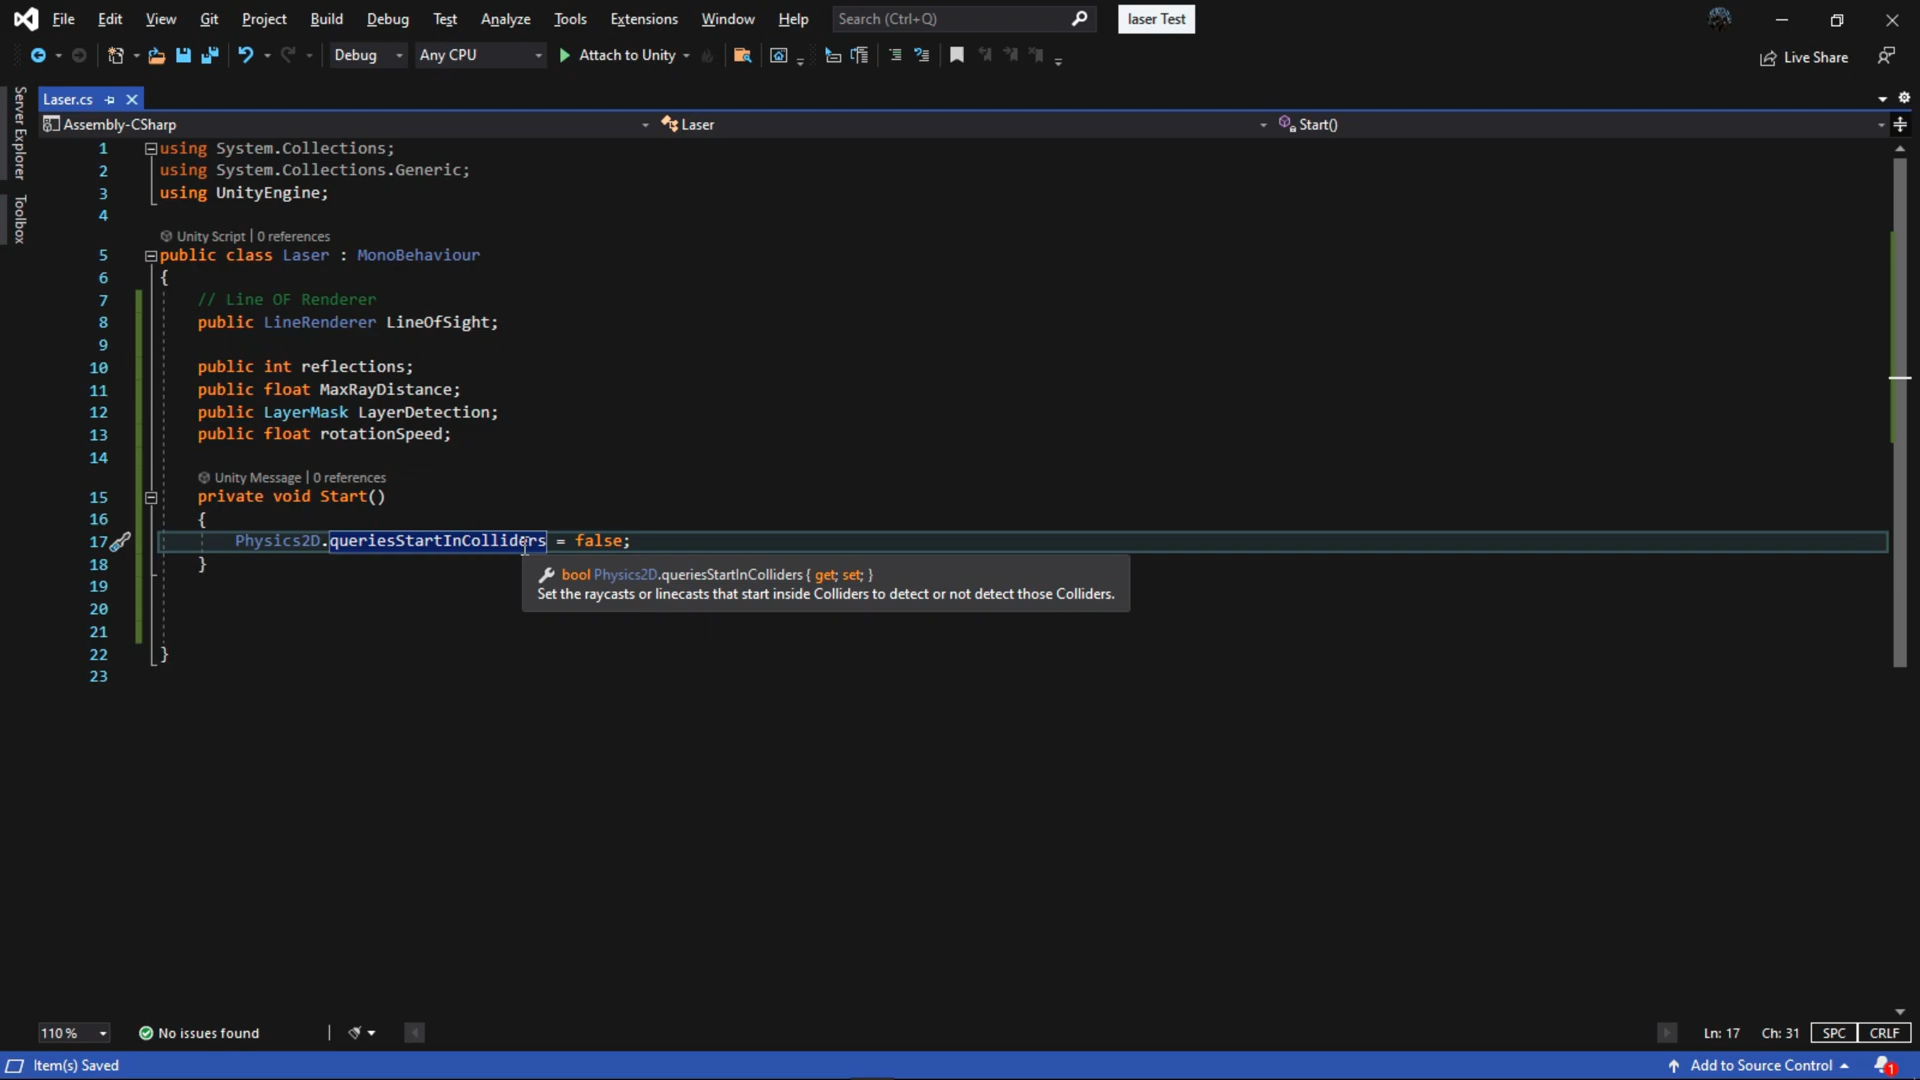 File Edit View Git Project Build Debug Test Analyze Tools Extensions Window Help Search (Ctrl+Q) laser Test
Debug Any CPU Attach to Unity Live Share
Server Explorer
Toolbox
Laser.cs
Assembly-CSharp Laser Start()
1 using System.Collections;
2 using System.Collections.Generic;
3 using UnityEngine;
4
Unity Script | 0 references
5 public class Laser : MonoBehaviour
6 {
7 // Line OF Renderer
8 public LineRenderer LineOfSight;
9
10 public int reflections;
11 public float MaxRayDistance;
12 public LayerMask LayerDetection;
13 public float rotationSpeed;
14
Unity Message | 0 references
15 private void Start()
16 {
17 Physics2D.queriesStartInColliders = false;
18 }
bool Physics2D.queriesStartInColliders { get; set; }
Set the raycasts or linecasts that start inside Colliders to detect or not detect those Colliders.
19
20
21
22 }
23
110 % No issues found Ln: 17 Ch: 31 SPC CRLF
Item(s) Saved Add to Source Control 1